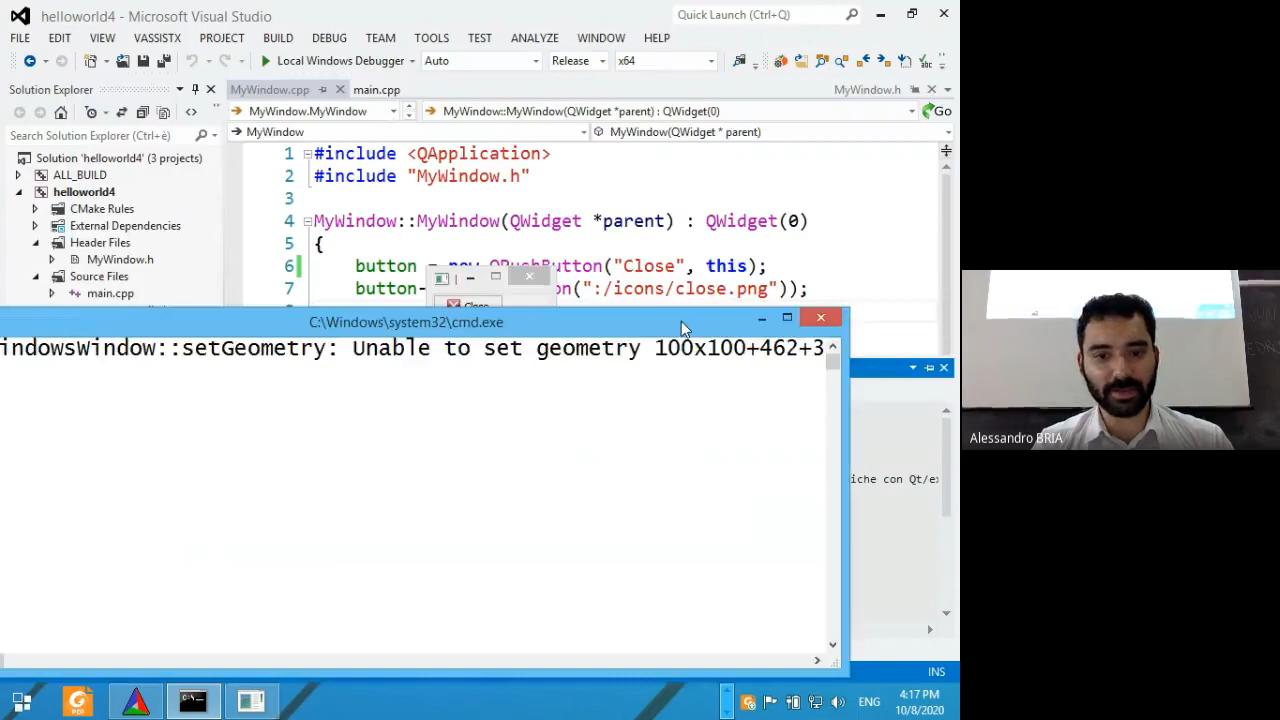 helloworld4 - Microsoft Visual Studio
Quick Launch (Ctrl+Q)
FILE EDIT VIEW VASSISTX PROJECT BUILD DEBUG TEAM TOOLS TEST ANALYZE WINDOW HELP
Local Windows Debugger Auto Release x64
Solution Explorer
MyWindow.cpp main.cpp MyWindow.h
MyWindow.MyWindow MyWindow::MyWindow(QWidget *parent) : QWidget(0) Go
Search Solution Explorer (Ctrl+è)
MyWindow MyWindow(QWidget * parent)
Solution 'helloworld4' (3 projects)
ALL_BUILD
helloworld4
CMake Rules
External Dependencies
Header Files
MyWindow.h
Source Files
main.cpp
1 #include <QApplication>
2 #include "MyWindow.h"
3
4 MyWindow::MyWindow(QWidget *parent) : QWidget(0)
5 {
6 button = new QPushButton("Close", this);
7 button- on(":/icons/close.png"));
Close
C:\Windows\system32\cmd.exe
indowsWindow::setGeometry: Unable to set geometry 100x100+462+3
iche con Qt/e
Alessandro BRIA
INS
PDF
ENG
4:17 PM
10/8/2020